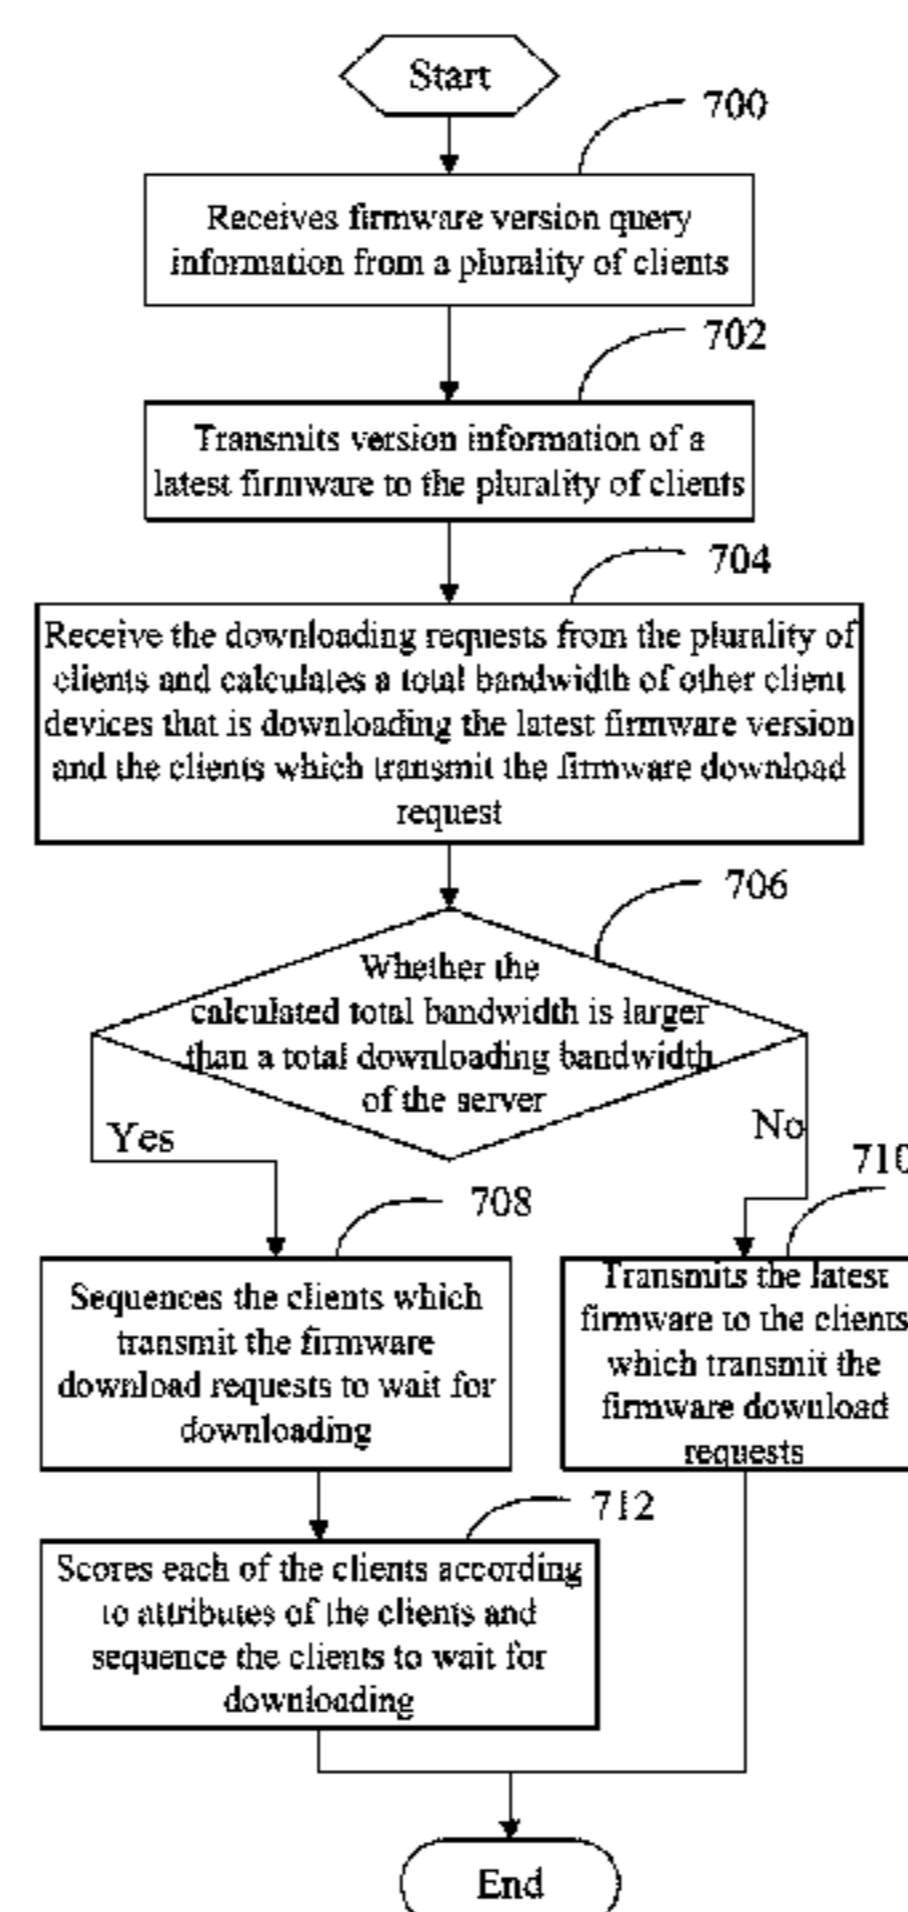 Start
700
Receives firmware version query
information from a plurality of clients
702
Transmits version information of a
latest firmware to the plurality of clients
704
Receive the downloading requests from the plurality of
clients and calculates a total bandwidth of other client
devices that is downloading the latest firmware version
and the clients which transmit the firmware download
request
706
Whether the
calculated total bandwidth is larger
than a total downloading bandwidth
of the server
Yes
No
710
708
Sequences the clients which
transmit the firmware
download requests to wait for
downloading
Transmits the latest
firmware to the clients
which transmit the
firmware download
requests
712
Scores each of the clients according
to attributes of the clients and
sequence the clients to wait for
downloading
End